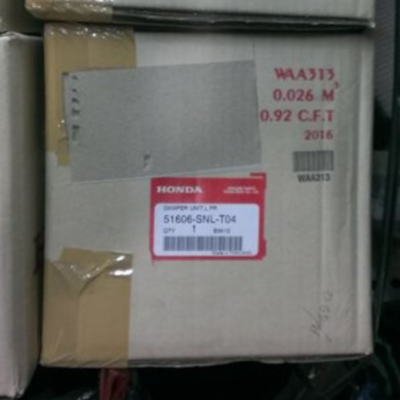 WAA313
0.026 M³
0.92 C.F.T
2016
WAA313
HONDA
DAMPER UNIT,L FR
51606-SNL-T04
QTY 1